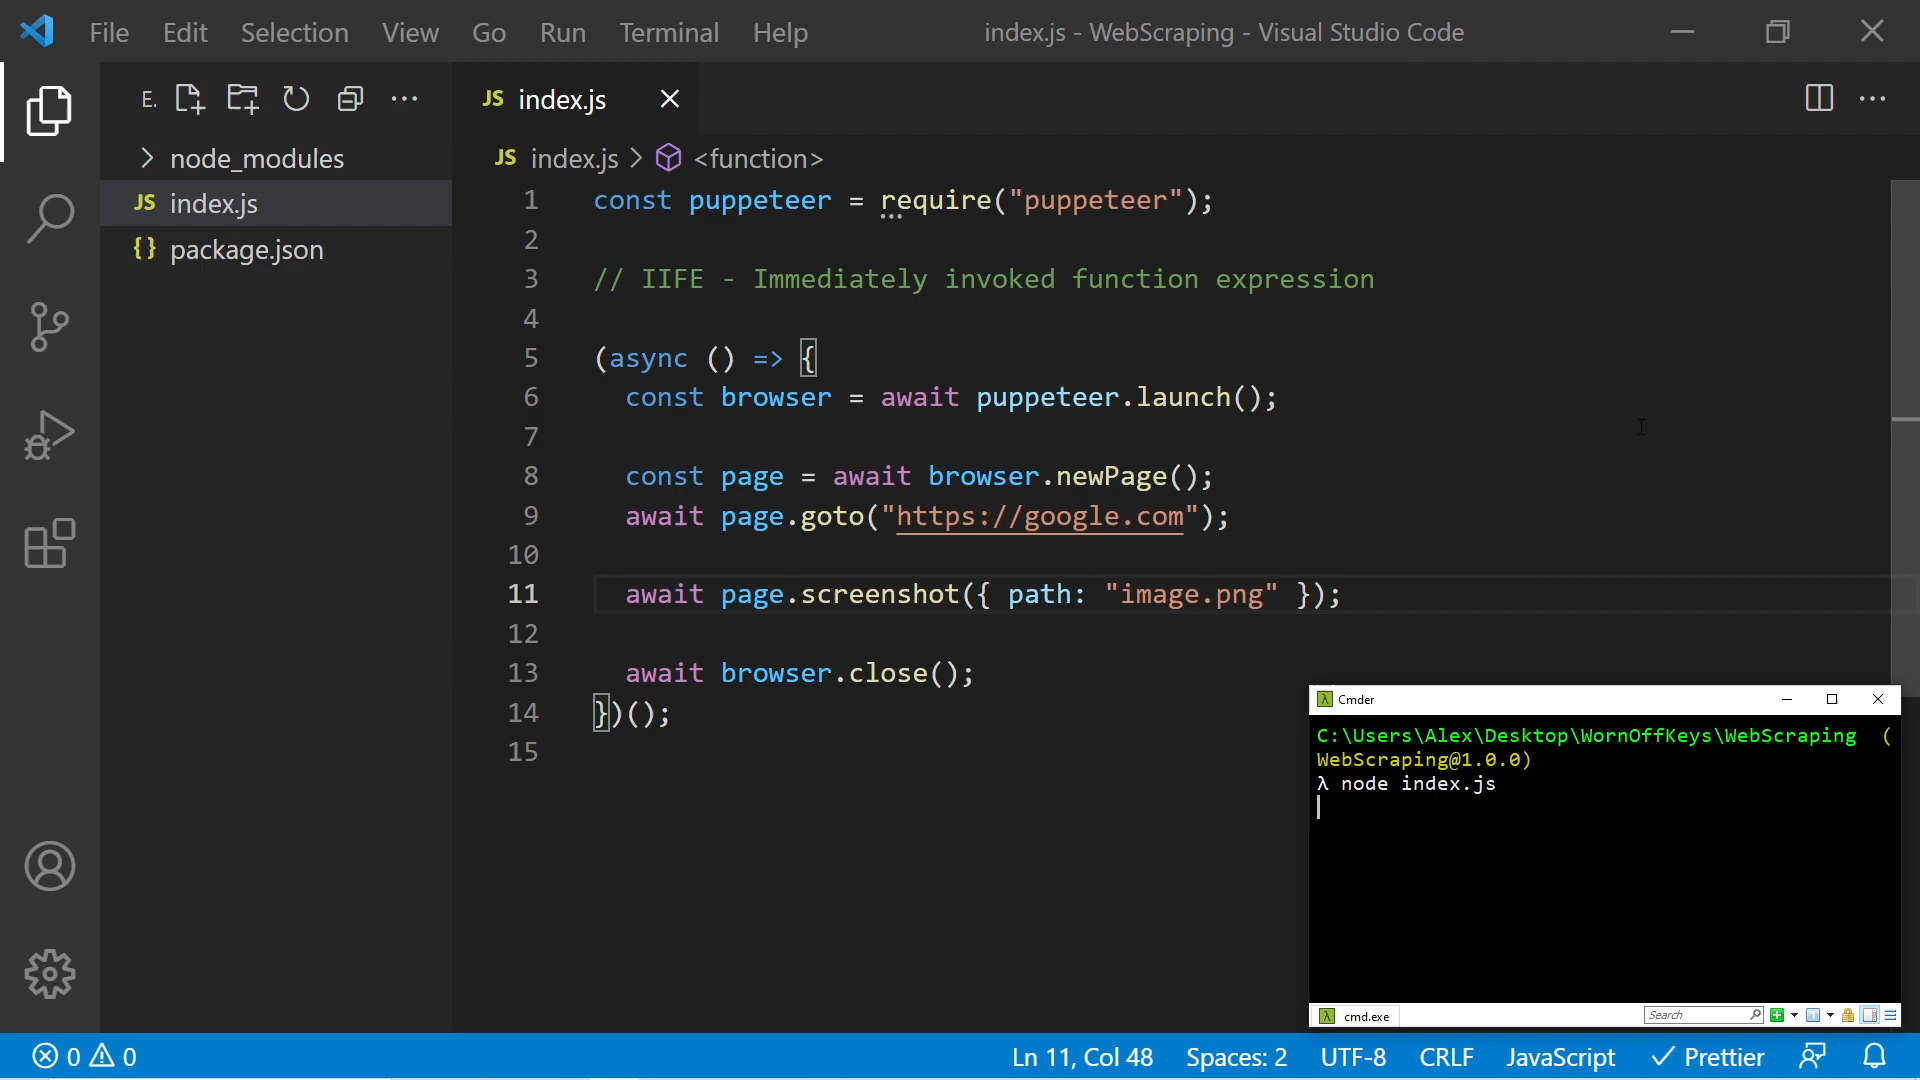 File Edit Selection View Go Run Terminal Help index.js - WebScraping - Visual Studio Code
E.
JS index.js
node_modules
JS index.js
{} package.json
JS index.js > <function>
1 const puppeteer = require("puppeteer");
2
3 // IIFE - Immediately invoked function expression
4
5 (async () => {
6 const browser = await puppeteer.launch();
7
8 const page = await browser.newPage();
9 await page.goto("https://google.com");
10
11 await page.screenshot({ path: "image.png" });
12
13 await browser.close();
14 })();
15
λ Cmder
C:\Users\Alex\Desktop\WornOffKeys\WebScraping (
WebScraping@1.0.0)
λ node index.js
λ cmd.exe Search
0 0 Ln 11, Col 48 Spaces: 2 UTF-8 CRLF JavaScript Prettier